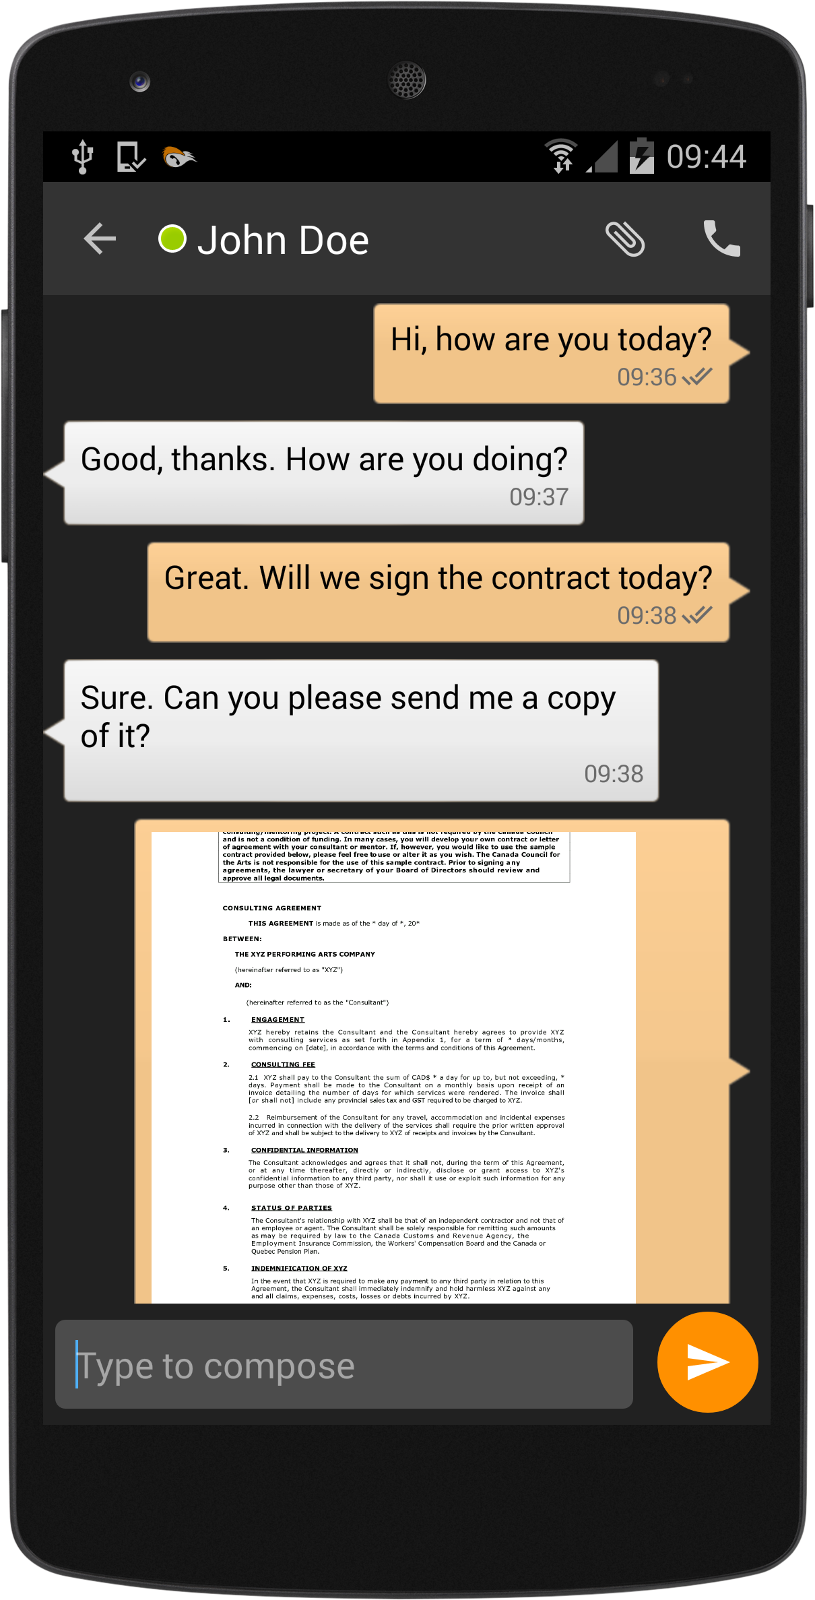 09:44
John Doe
Hi, how are you today?
09:36
Good, thanks. How are you doing?
09:37
Great. Will we sign the contract today?
09:38
Sure. Can you please send me a copy
of it?
09:38
consulting/mentoring project. A contract such as this is not required by the Canada Council
and is not a condition of funding. In many cases, you will develop your own contract or letter
of agreement with your consultant or mentor. If, however, you would like to use the sample
contract provided below, please feel free to use or alter it as you wish. The Canada Council for
the Arts is not responsible for the use of this sample contract. Prior to signing any
agreements, the lawyer or secretary of your Board of Directors should review and
approve all legal documents.
CONSULTING AGREEMENT
THIS AGREEMENT is made as of the * day of *, 20*
BETWEEN:
THE XYZ PERFORMING ARTS COMPANY
(hereinafter referred to as "XYZ")
AND:
(hereinafter referred to as the "Consultant")
1. ENGAGEMENT
XYZ hereby retains the Consultant and the Consultant hereby agrees to provide XYZ
with consulting services as set forth in Appendix 1, for a term of * days/months,
commencing on [date], in accordance with the terms and conditions of this Agreement.
2. CONSULTING FEE
2.1 XYZ shall pay to the Consultant the sum of CAD$ * a day for up to, but not exceeding, *
days. Payment shall be made to the Consultant on a monthly basis upon receipt of an
invoice detailing the number of days for which services were rendered. The invoice shall
[or shall not] include any provincial sales tax and GST required to be charged to XYZ.
2.2 Reimbursement of the Consultant for any travel, accommodation and incidental expenses
incurred in connection with the delivery of the services shall require the prior written approval
of XYZ and shall be subject to the delivery to XYZ of receipts and invoices by the Consultant.
3. CONFIDENTIAL INFORMATION
The Consultant acknowledges and agrees that it shall not, during the term of this Agreement,
or at any time thereafter, directly or indirectly, disclose or grant access to XYZ's
confidential information to any third party, nor shall it use or exploit such information for any
purpose other than those of XYZ.
4. STATUS OF PARTIES
The Consultant's relationship with XYZ shall be that of an independent contractor and not that of
an employee or agent. The Consultant shall be solely responsible for remitting such amounts
as may be required by law to the Canada Customs and Revenue Agency, the
Employment Insurance Commission, the Workers' Compensation Board and the Canada or
Quebec Pension Plan.
5. INDEMNIFICATION OF XYZ
In the event that XYZ is required to make any payment to any third party in relation to this
Agreement, the Consultant shall immediately indemnify and hold harmless XYZ against any
and all claims, expenses, costs, losses or debts incurred by XYZ.
Type to compose